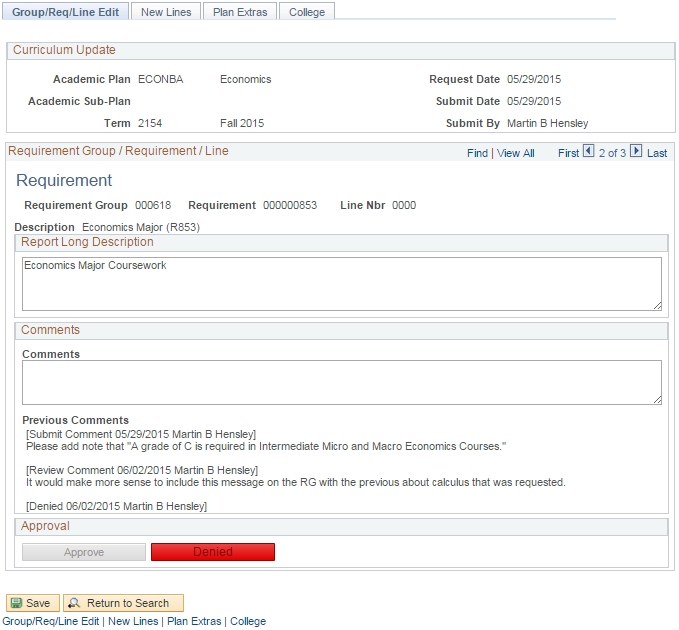 Group/Req/Line Edit New Lines Plan Extras College
Curriculum Update
Academic Plan ECONBA Economics Request Date 05/29/2015
Academic Sub-Plan Submit Date 05/29/2015
Term 2154 Fall 2015 Submit By Martin B Hensley
Requirement Group / Requirement / Line Find | View All First 2 of 3 Last
Requirement
Requirement Group 000618 Requirement 000000853 Line Nbr 0000
Description Economics Major (R853)
Report Long Description
Economics Major Coursework
Comments
Comments
Previous Comments
[Submit Comment 05/29/2015 Martin B Hensley]
Please add note that "A grade of C is required in Intermediate Micro and Macro Economics Courses."
[Review Comment 06/02/2015 Martin B Hensley]
It would make more sense to include this message on the RG with the previous about calculus that was requested.
[Denied 06/02/2015 Martin B Hensley]
Approval
Approve Denied
Save Return to Search
Group/Req/Line Edit | New Lines | Plan Extras | College